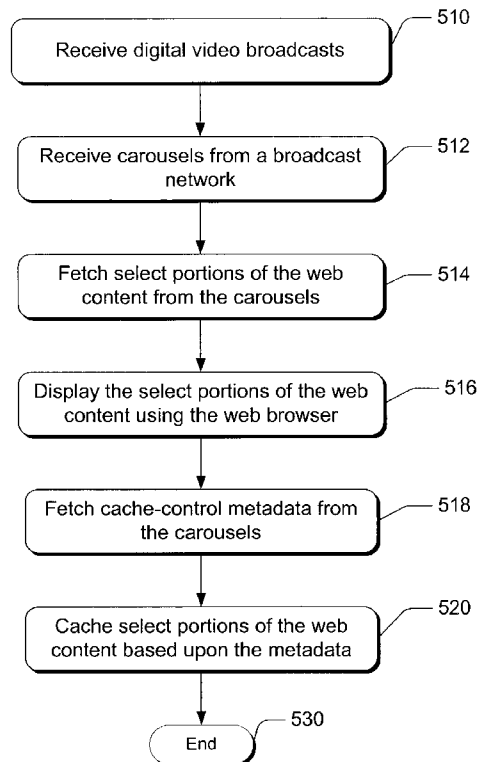 510
Receive digital video broadcasts
512
Receive carousels from a broadcast
network
514
Fetch select portions of the web
content from the carousels
516
Display the select portions of the web
content using the web browser
518
Fetch cache-control metadata from
the carousels
520
Cache select portions of the web
content based upon the metadata
530
End